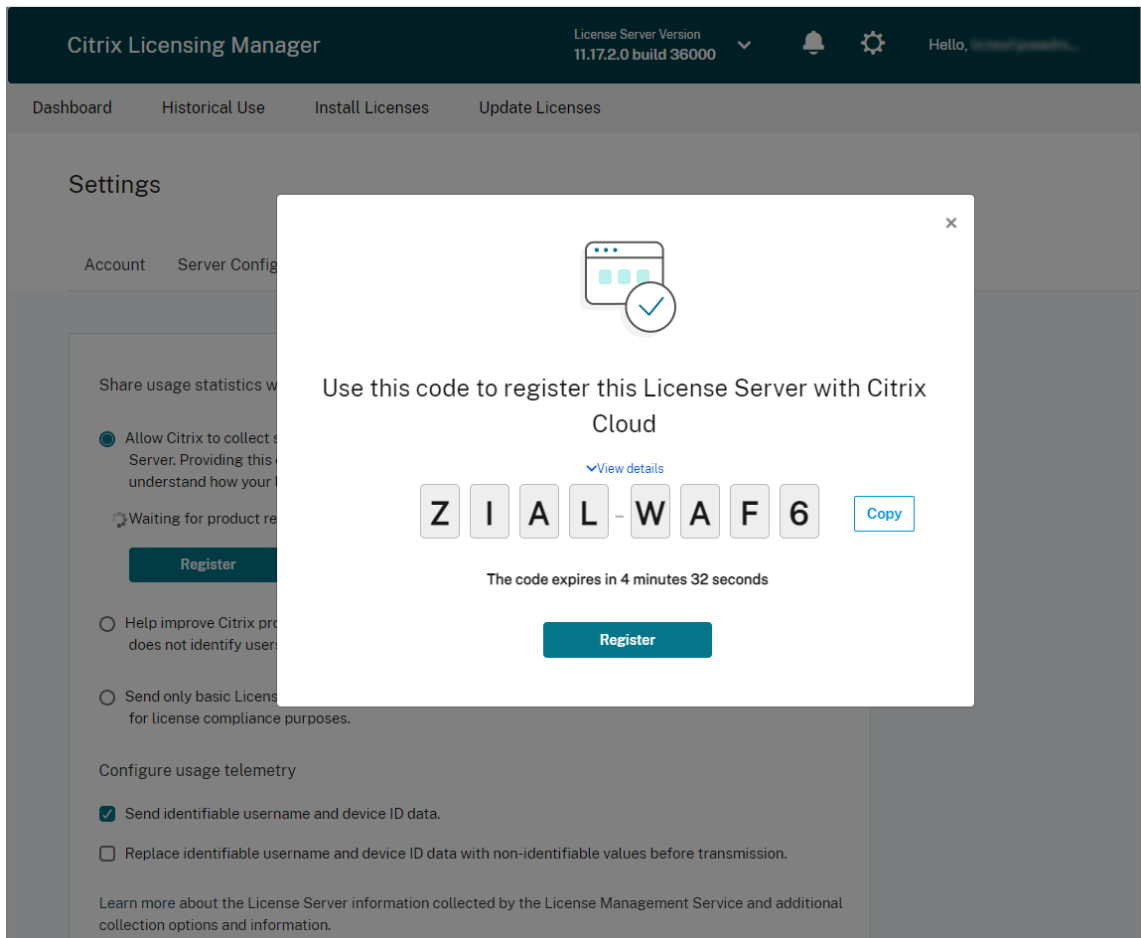 Citrix Licensing Manager
License Server Version
11.17.2.0 build 36000
Hello,
Dashboard Historical Use Install Licenses Update Licenses
Settings
Account Server Config
Share usage statistics w
Allow Citrix to collect s
Server. Providing this
understand how your
Waiting for product re
Register
Help improve Citrix pro
does not identify user
Send only basic Licens
for license compliance purposes.
Configure usage telemetry
Send identifiable username and device ID data.
Replace identifiable username and device ID data with non-identifiable values before transmission.
Learn more about the License Server information collected by the License Management Service and additional
collection options and information.
×
Use this code to register this License Server with Citrix
Cloud
View details
Z I A L - W A F 6
Copy
The code expires in 4 minutes 32 seconds
Register